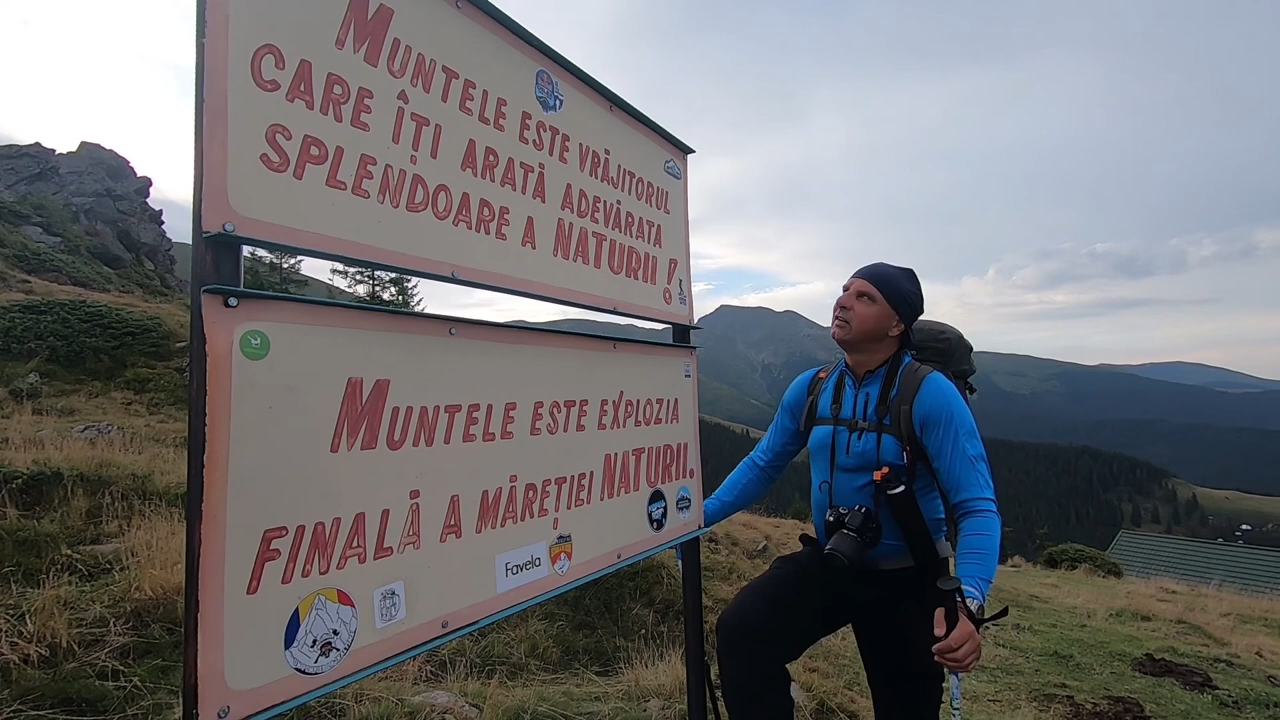 MUNTELE ESTE VRĂJITORUL
CARE ÎȚI ARATĂ ADEVĂRATA
SPLENDOARE A NATURII!
MUNTELE ESTE EXPLOZIA
FINALĂ A MĂREȚIEI NATURII.
Favela